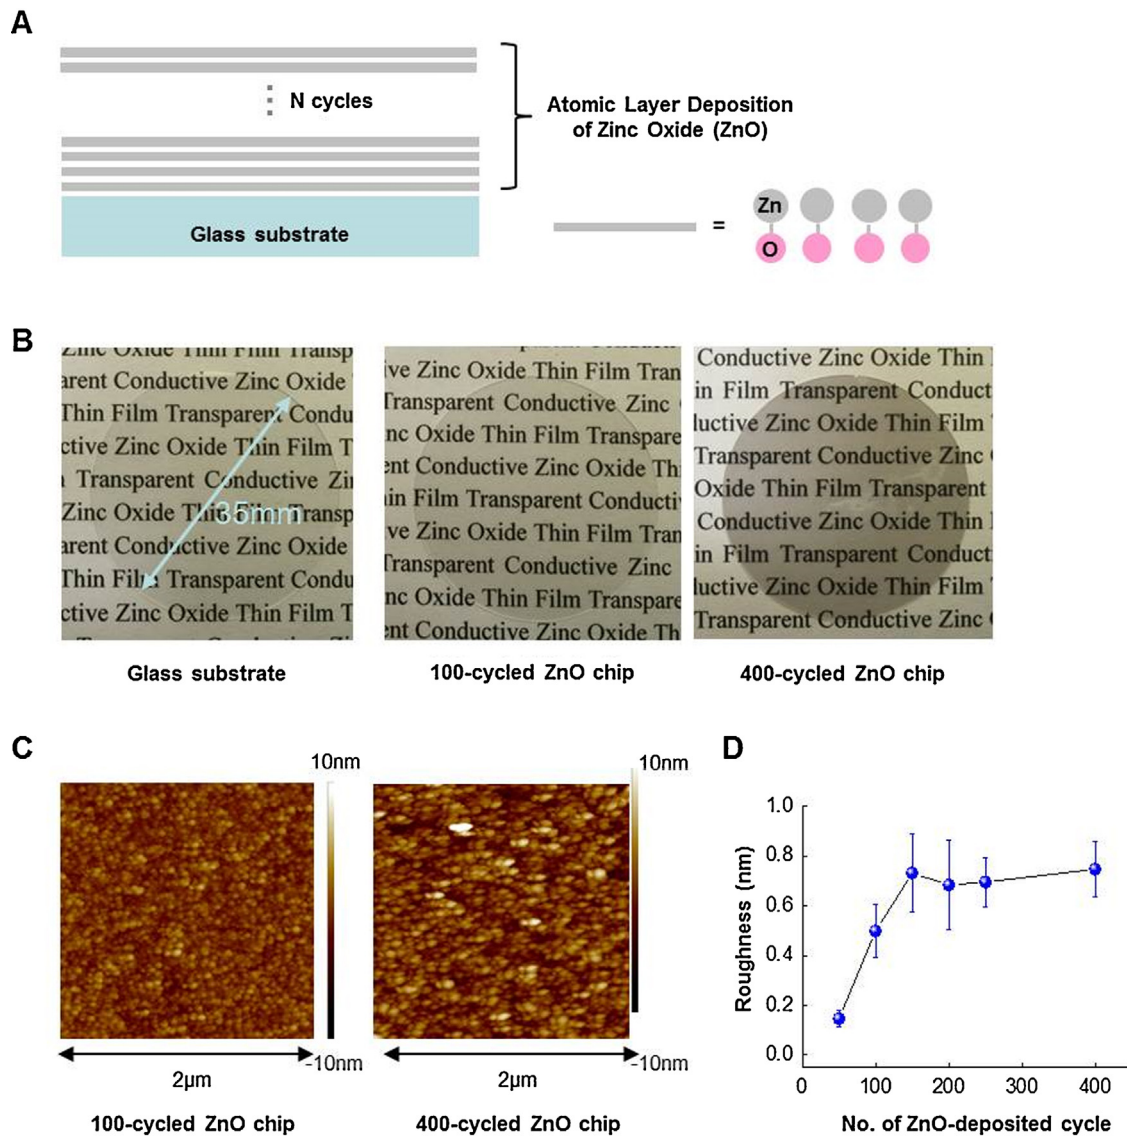 A
N cycles
Atomic Layer Deposition
of Zinc Oxide (ZnO)
Glass substrate
=
Zn
O
B
Zinc Oxide Thin Film Transp
arent Conductive Zinc Oxide
Thin Film Transparent Condu
ctive Zinc Oxide Thin Film T
Transparent Conductive Zi
Zinc Oxide Thin Film Transp
35mm
arent Conductive Zinc Oxide
Thin Film Transparent Condu
ctive Zinc Oxide Thin Film T
Glass substrate
ive Zinc Oxide Thin Film Tran
Transparent Conductive Zinc
nc Oxide Thin Film Transpare
ent Conductive Zinc Oxide Th
in Film Transparent Conducti
ve Zinc Oxide Thin Film Tran
Transparent Conductive Zinc
nc Oxide Thin Film Transpare
ent Conductive Zinc Oxide Th
100-cycled ZnO chip
Conductive Zinc Oxide Thin
in Film Transparent Conduct
luctive Zinc Oxide Thin Film
Transparent Conductive Zinc
Oxide Thin Film Transparent
Conductive Zinc Oxide Thin
in Film Transparent Conduct
luctive Zinc Oxide Thin Film
Transparent Conductive Zinc
400-cycled ZnO chip
C
10nm
-10nm
2µm
100-cycled ZnO chip
10nm
-10nm
2µm
400-cycled ZnO chip
D
Roughness (nm)
1.0
0.8
0.6
0.4
0.2
0.0
0 100 200 300 400
No. of ZnO-deposited cycle